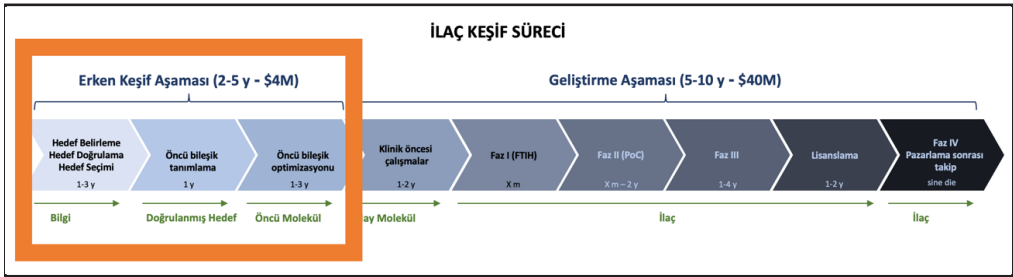 İLAÇ KEŞİF SÜRECİ
Erken Keşif Aşaması (2-5 y - $4M)
Geliştirme Aşaması (5-10 y - $40M)
Hedef Belirleme
Hedef Doğrulama
Hedef Seçimi
1-3 y
Öncü bileşik
tanımlama
1 y
Öncü bileşik
optimizasyonu
1-3 y
Klinik öncesi
çalışmalar
1-2 y
Faz I (FTIH)
X m
Faz II (PoC)
X m – 2 y
Faz III
1-4 y
Lisanslama
1-2 y
Faz IV
Pazarlama sonrası
takip
sine die
Bilgi
Doğrulanmış Hedef
Öncü Molekül
ay Molekül
İlaç
İlaç